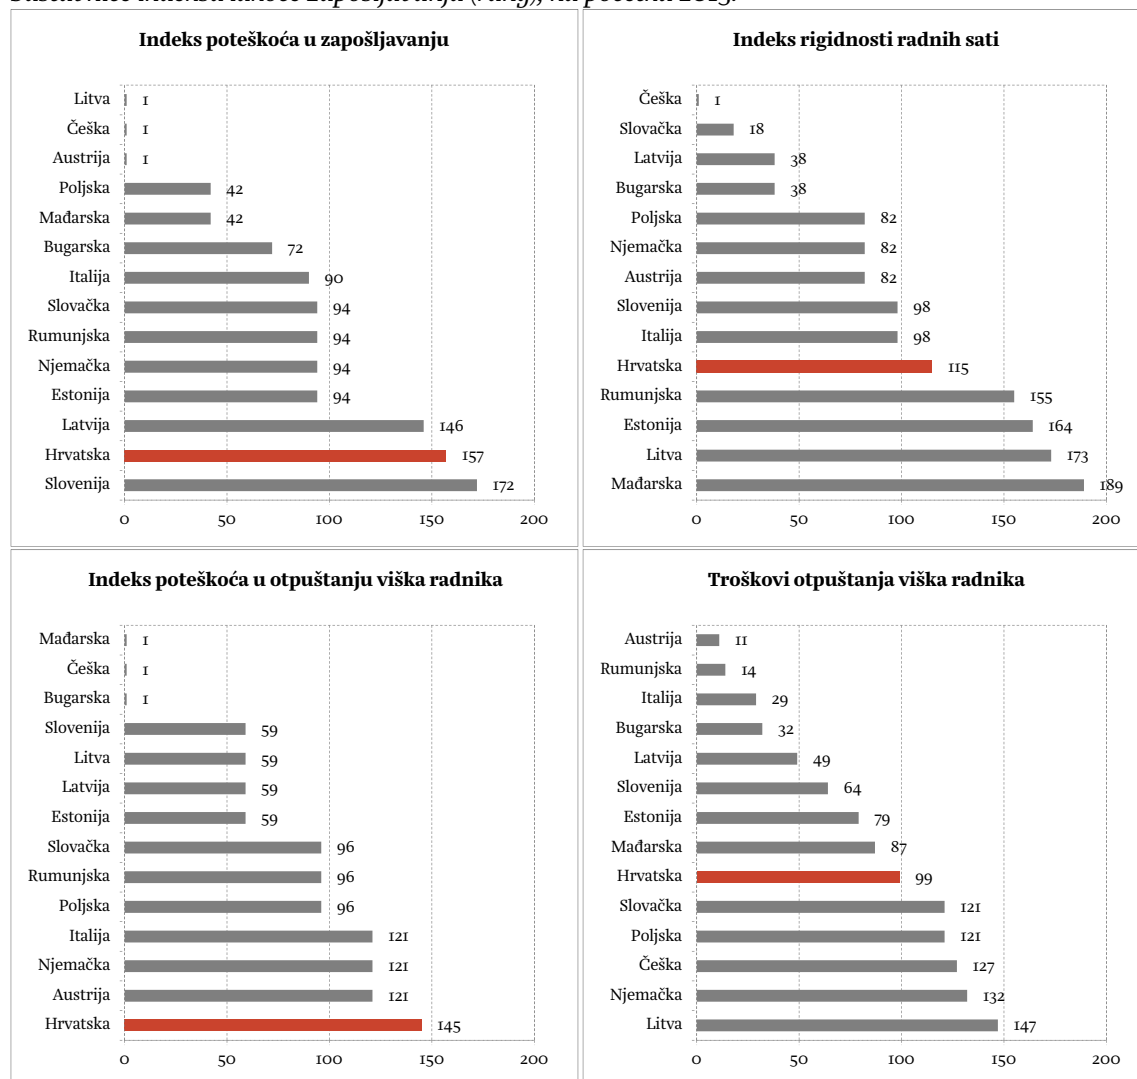 Indeks poteškoća u zapošljavanju
Litva 1
Češka 1
Austrija 1
Poljska 42
Mađarska 42
Bugarska 72
Italija 90
Slovačka 94
Rumunjska 94
Njemačka 94
Estonija 94
Latvija 146
Hrvatska 157
Slovenija 172
0 50 100 150 200
Indeks rigidnosti radnih sati
Češka 1
Slovačka 18
Latvija 38
Bugarska 38
Poljska 82
Njemačka 82
Austrija 82
Slovenija 98
Italija 98
Hrvatska 115
Rumunjska 155
Estonija 164
Litva 173
Mađarska 189
0 50 100 150 200
Indeks poteškoća u otpuštanju viška radnika
Mađarska 1
Češka 1
Bugarska 1
Slovenija 59
Litva 59
Latvija 59
Estonija 59
Slovačka 96
Rumunjska 96
Poljska 96
Italija 121
Njemačka 121
Austrija 121
Hrvatska 145
0 50 100 150 200
Troškovi otpuštanja viška radnika
Austrija 11
Rumunjska 14
Italija 29
Bugarska 32
Latvija 49
Slovenija 64
Estonija 79
Mađarska 87
Hrvatska 99
Slovačka 121
Poljska 121
Češka 127
Njemačka 132
Litva 147
0 50 100 150 200